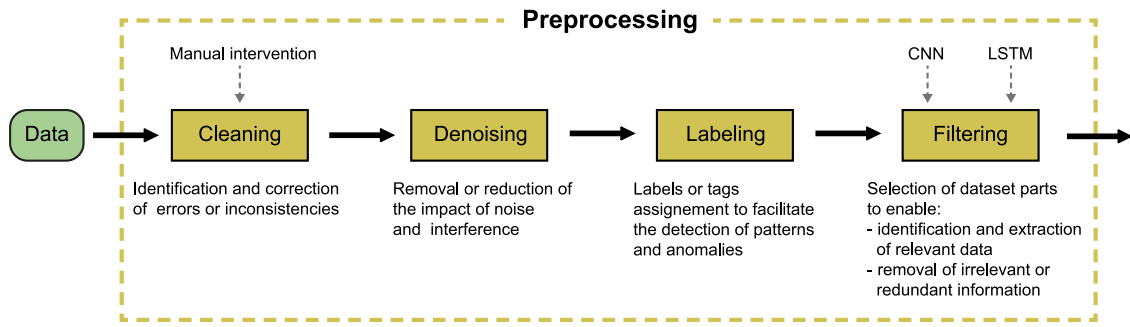 Preprocessing
Manual intervention
CNN
LSTM
Data
Cleaning
Denoising
Labeling
Filtering
Identification and correction
of errors or inconsistencies
Removal or reduction of
the impact of noise
and interference
Labels or tags
assignement to facilitate
the detection of patterns
and anomalies
Selection of dataset parts
to enable:
- identification and extraction
of relevant data
- removal of irrelevant or
redundant information